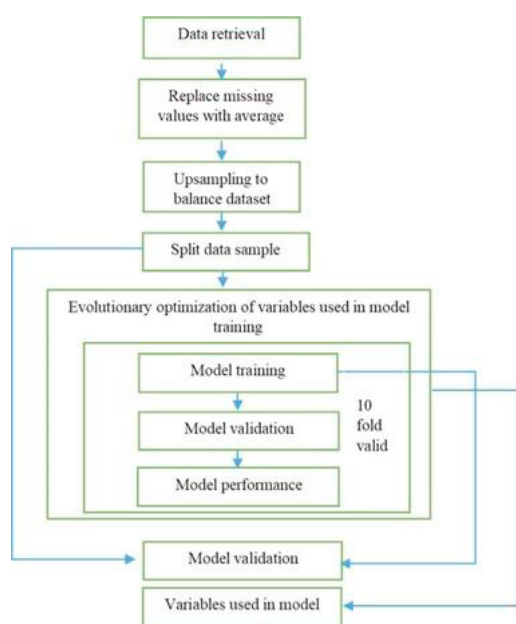 Data retrieval
Replace missing
values with average
Upsampling to
balance dataset
Split data sample
Evolutionary optimization of variables used in model
training
Model training
10
fold
valid
Model validation
Model performance
Model validation
Variables used in model